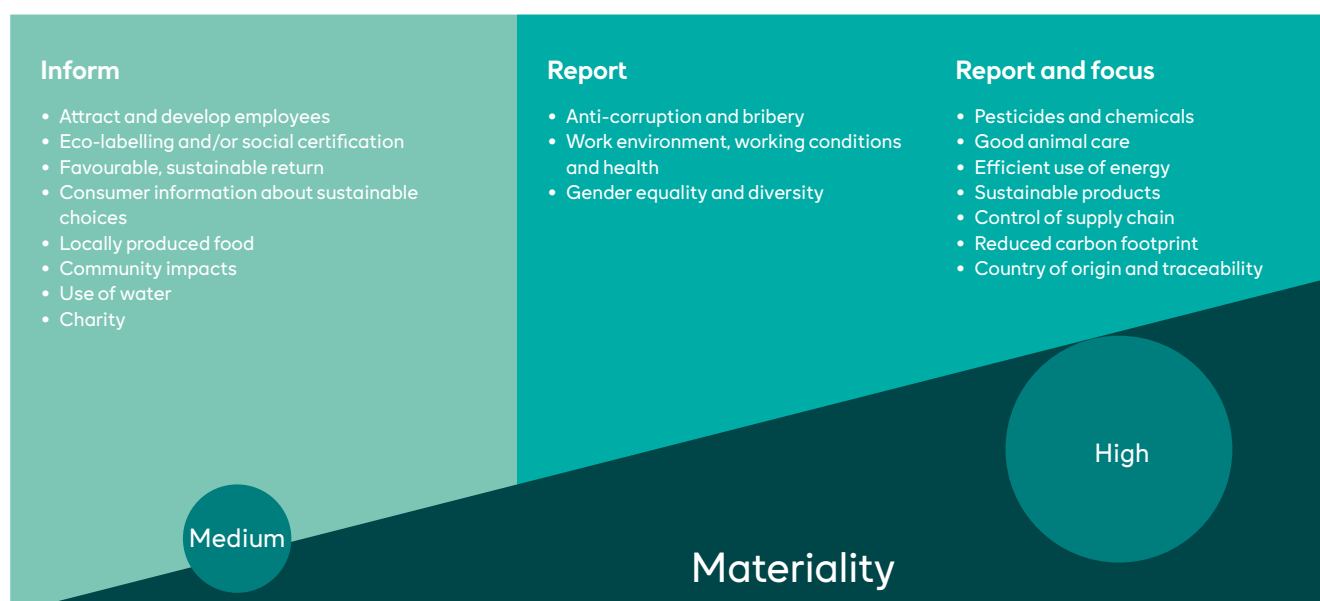 Inform
• Attract and develop employees
• Eco-labelling and/or social certification
• Favourable, sustainable return
• Consumer information about sustainable
choices
• Locally produced food
• Community impacts
• Use of water
• Charity
Report
• Anti-corruption and bribery
• Work environment, working conditions
and health
• Gender equality and diversity
Report and focus
• Pesticides and chemicals
• Good animal care
• Efficient use of energy
• Sustainable products
• Control of supply chain
• Reduced carbon footprint
• Country of origin and traceability
Medium
High
Materiality